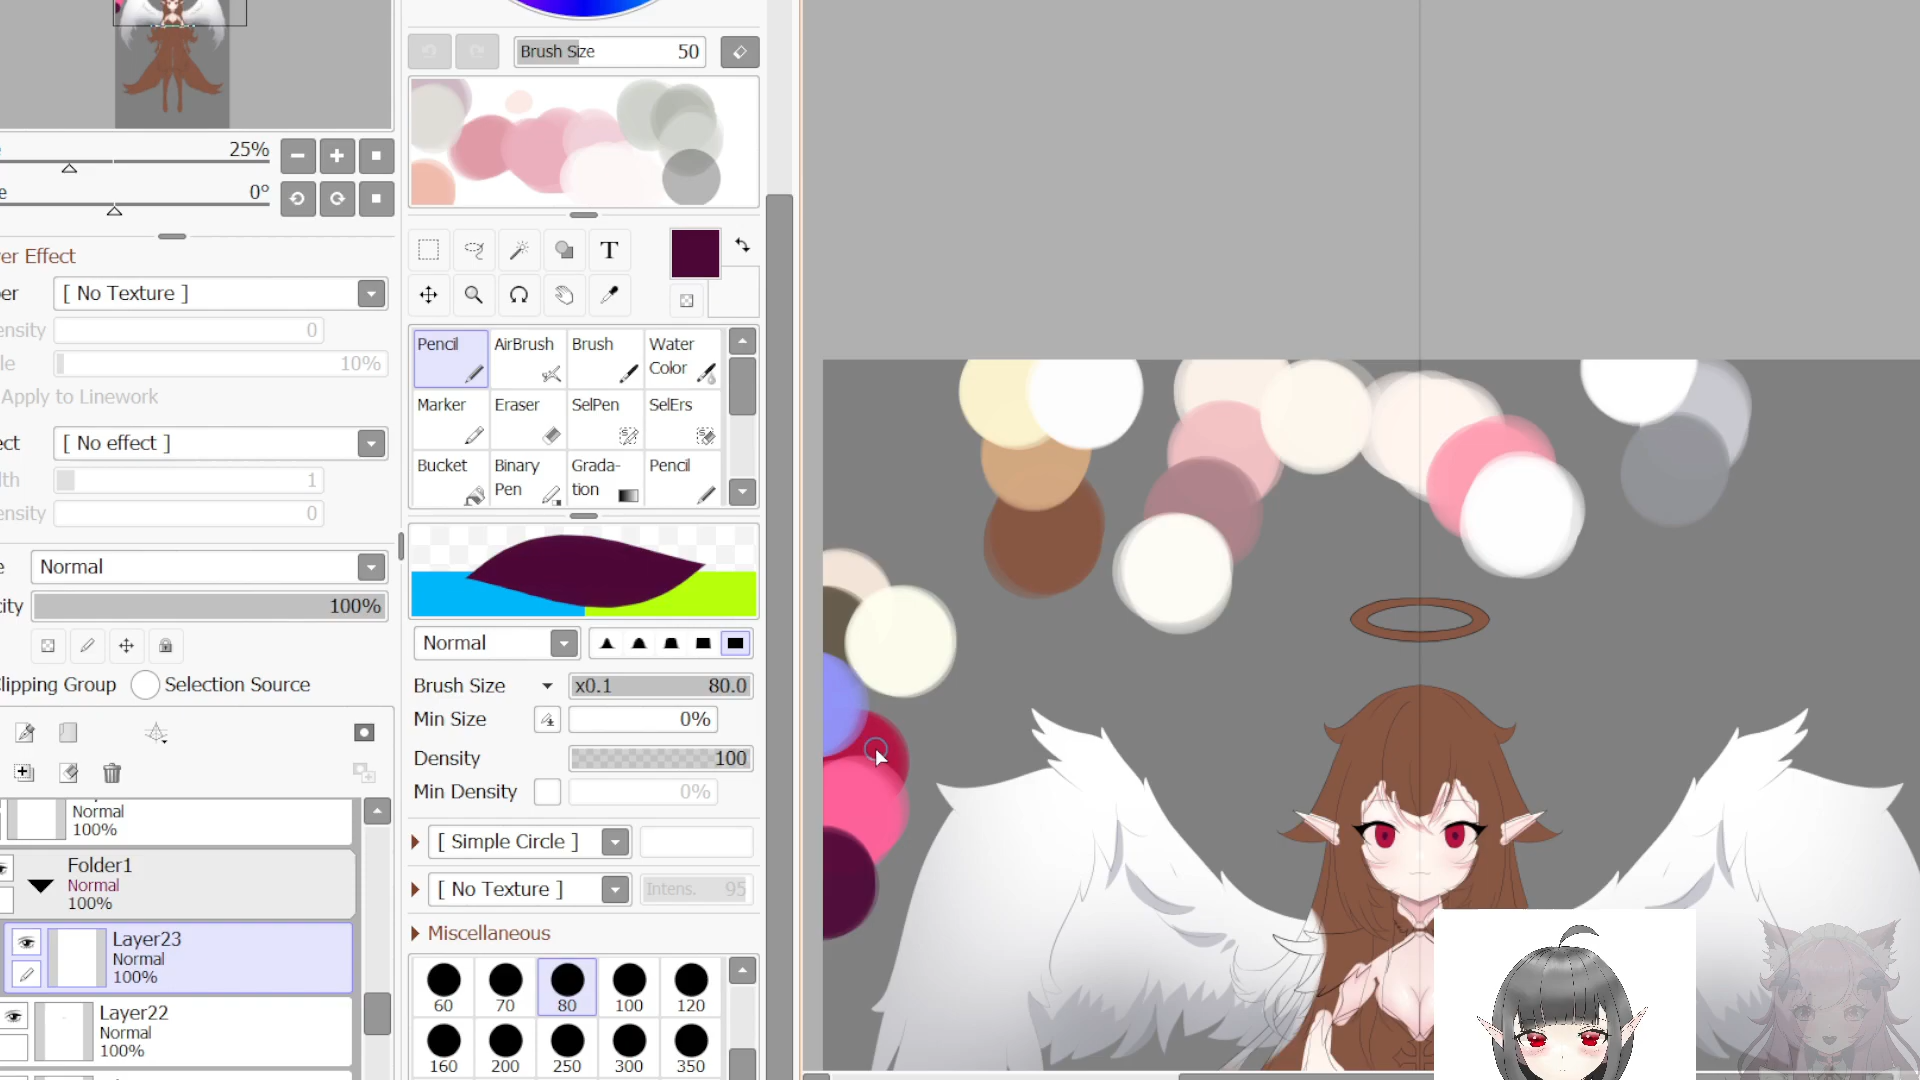 Brush Size 50
25%
0°
er Effect
er [ No Texture ]
ensity 0
le 10%
Apply to Linework
ect [ No effect ]
dth 1
ensity 0
e Normal
city 100%
lipping Group Selection Source
Normal
100%
Folder1
Normal
100%
Layer23
Normal
100%
Layer22
Normal
100%
T
Pencil AirBrush Brush Water Color
Marker Eraser SelPen SelErs
Bucket Binary Pen Grada-tion Pencil
Normal
Brush Size x0.1 80.0
Min Size 0%
Density 100
Min Density 0%
[ Simple Circle ]
[ No Texture ] Intens. 95
Miscellaneous
60 70 80 100 120
160 200 250 300 350